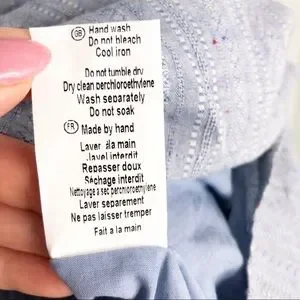 GB Hand wash
Do not bleach
Cool iron
Do not tumble dry
Dry clean perchloroethylene
Wash separately
Do not soak
FR Made by hand
Laver á la main
Javel interdit
Repasser doux
Séchage interdit
Nettoyage a sec perchloroethylene
Laver separement
Ne pas laisser tremper
Fait a la main